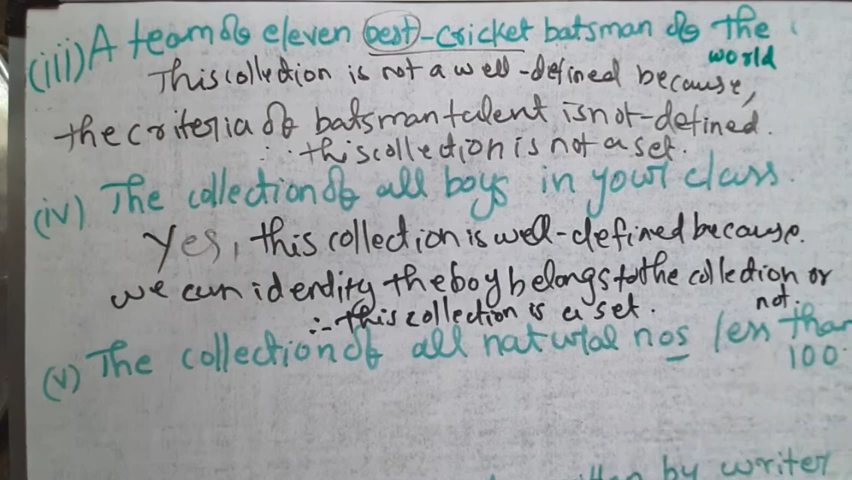 (iii) A team of eleven best-cricket batsman of the
world
This collection is not a well-defined because,
the criteria of batsman talent is not-defined.
∴ this collection is not a set.
(iv) The collection of all boys in your class.
Yes, this collection is well-defined because.
we can identity the boy belongs to the collection or
not.
∴ this collection is a set.
(v) The collection of all natural nos less than
100
by writer